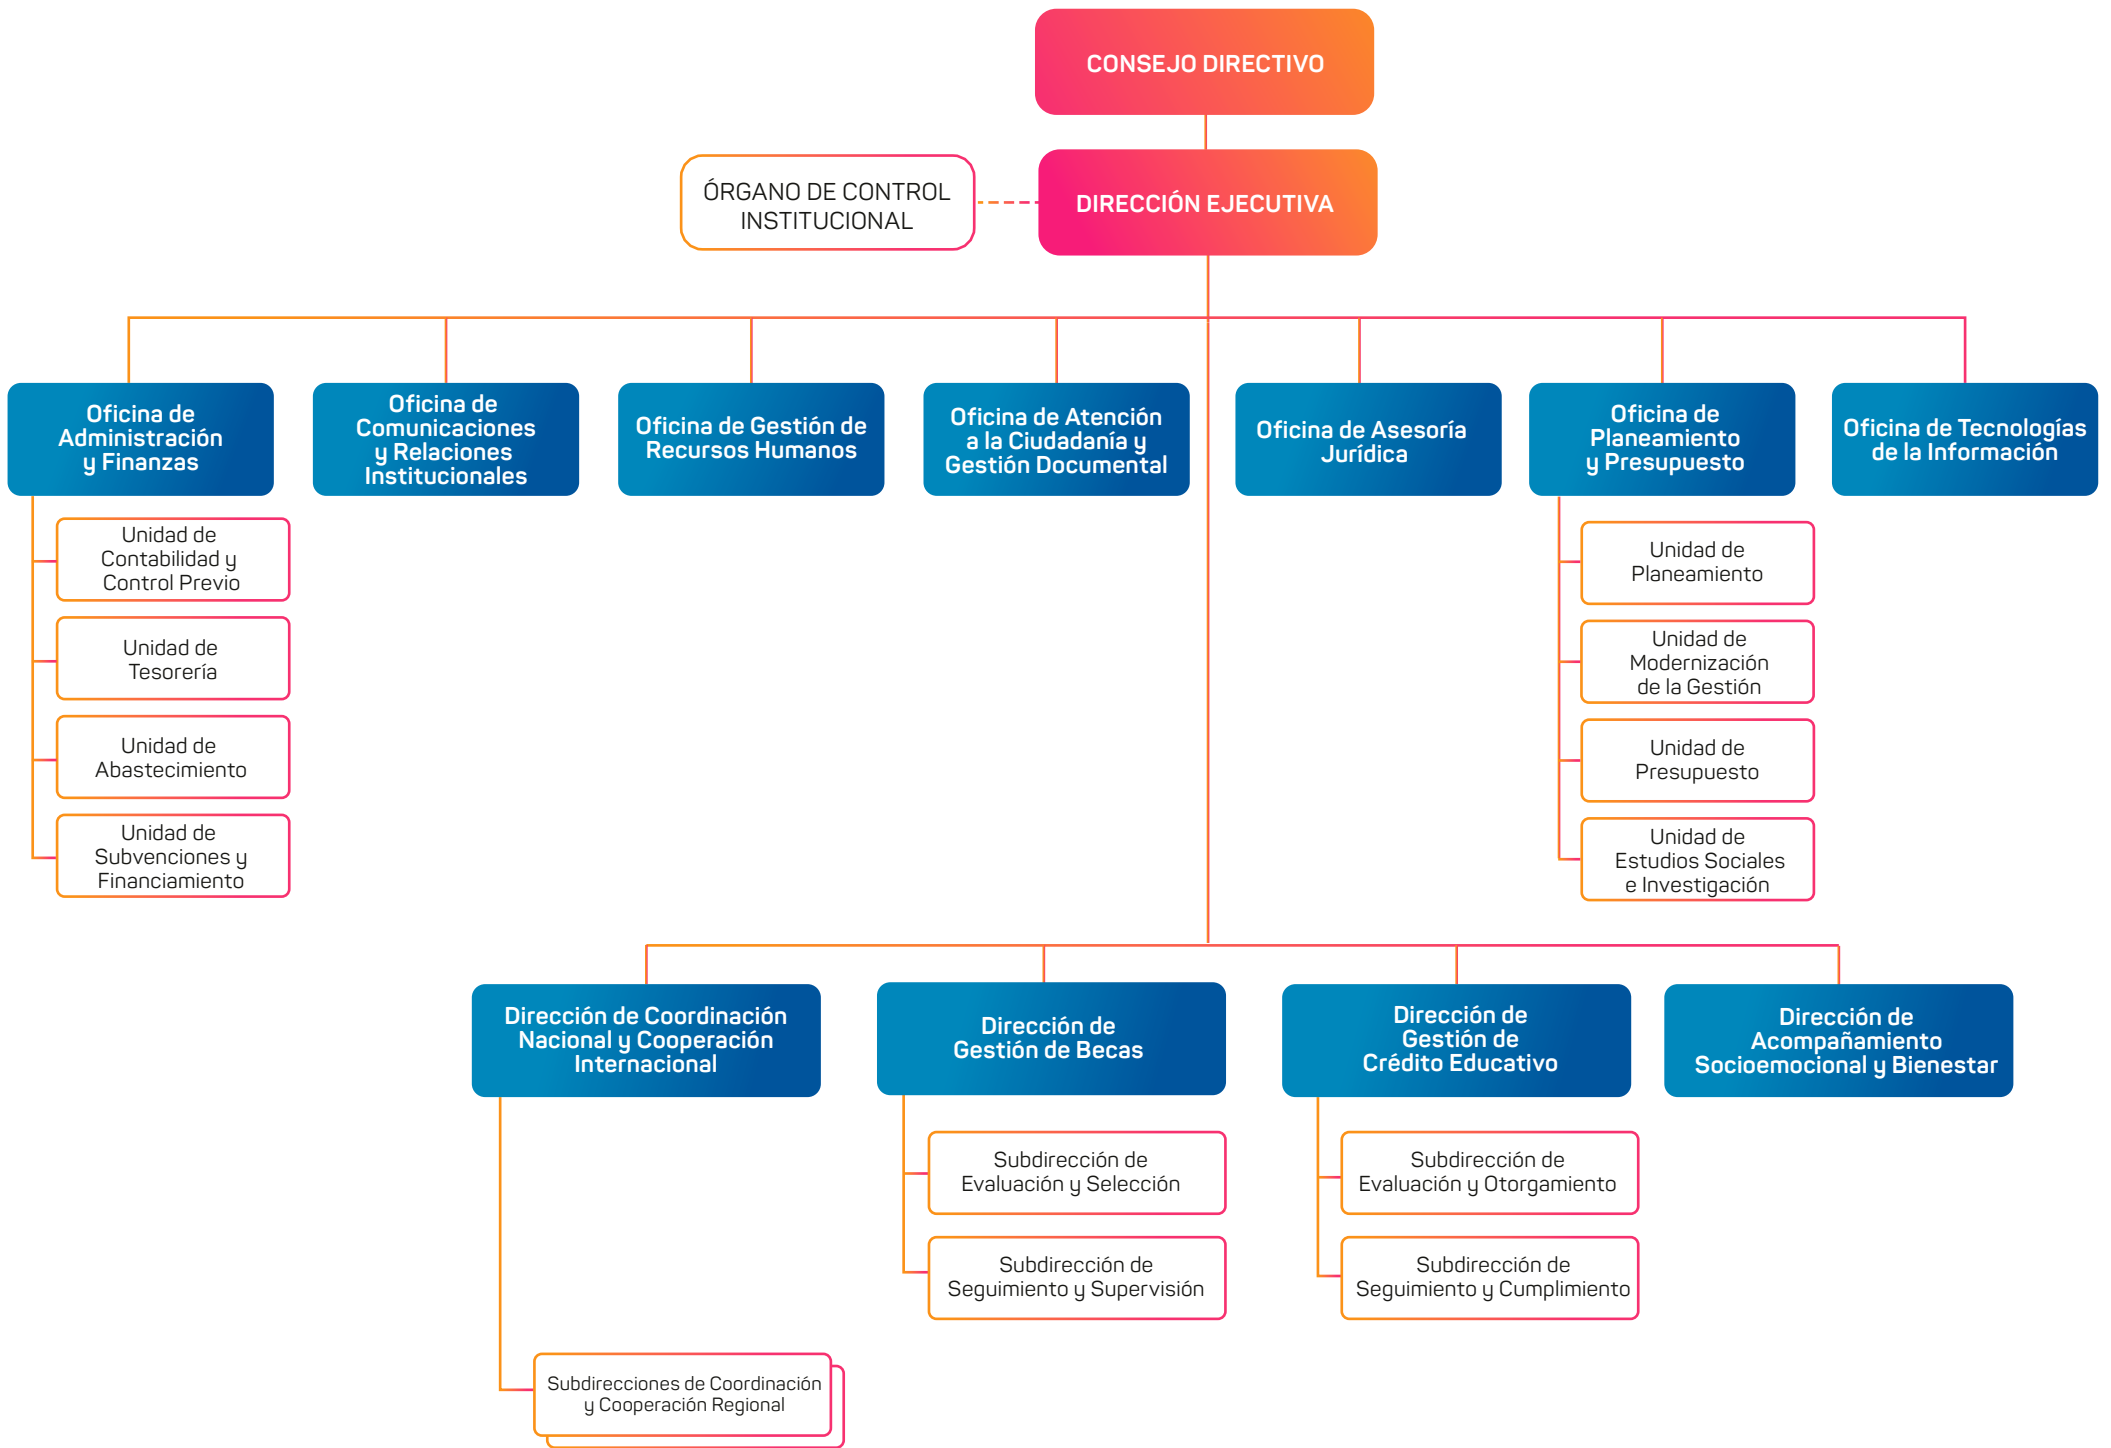 CONSEJO DIRECTIVO
ÓRGANO DE CONTROL
INSTITUCIONAL
DIRECCIÓN EJECUTIVA
Oficina de
Administración
y Finanzas
Oficina de
Comunicaciones
y Relaciones
Institucionales
Oficina de Gestión de
Recursos Humanos
Oficina de Atención
a la Ciudadanía y
Gestión Documental
Oficina de Asesoría
Jurídica
Oficina de
Planeamiento
y Presupuesto
Oficina de Tecnologías
de la Información
Unidad de
Contabilidad y
Control Previo
Unidad de
Tesorería
Unidad de
Abastecimiento
Unidad de
Subvenciones y
Financiamiento
Unidad de
Planeamiento
Unidad de
Modernización
de la Gestión
Unidad de
Presupuesto
Unidad de
Estudios Sociales
e Investigación
Dirección de Coordinación
Nacional y Cooperación
Internacional
Dirección de
Gestión de Becas
Dirección de
Gestión de
Crédito Educativo
Dirección de
Acompañamiento
Socioemocional y Bienestar
Subdirección de
Evaluación y Selección
Subdirección de
Seguimiento y Supervisión
Subdirección de
Evaluación y Otorgamiento
Subdirección de
Seguimiento y Cumplimiento
Subdirecciones de Coordinación
y Cooperación Regional